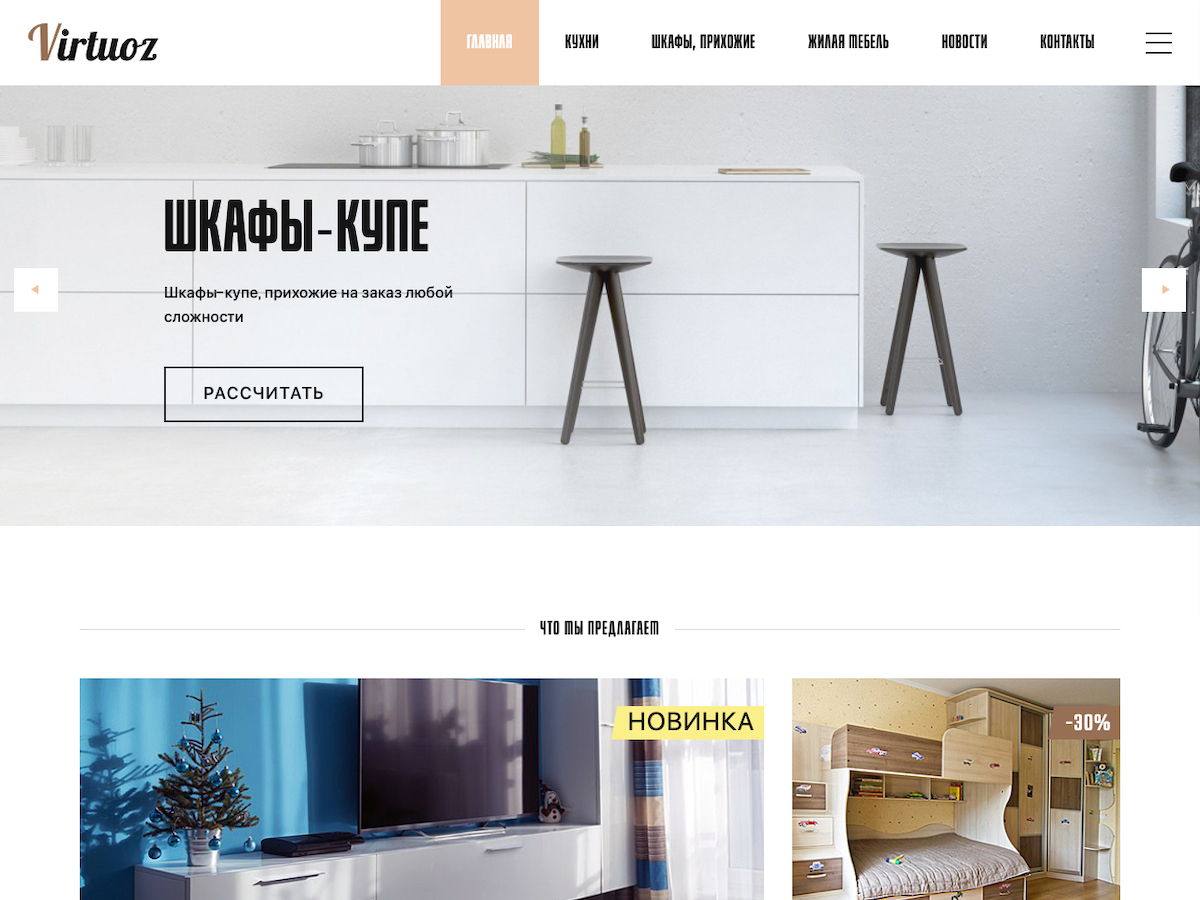 Virtuoz
ГЛАВНАЯ
КУХНИ
ШКАФЫ, ПРИХОЖИЕ
ЖИЛАЯ МЕБЕЛЬ
НОВОСТИ
КОНТАКТЫ
ШКАФЫ-КУПЕ
Шкафы-купе, прихожие на заказ любой
сложности
РАССЧИТАТЬ
ЧТО МЫ ПРЕДЛАГАЕМ
НОВИНКА
-30%